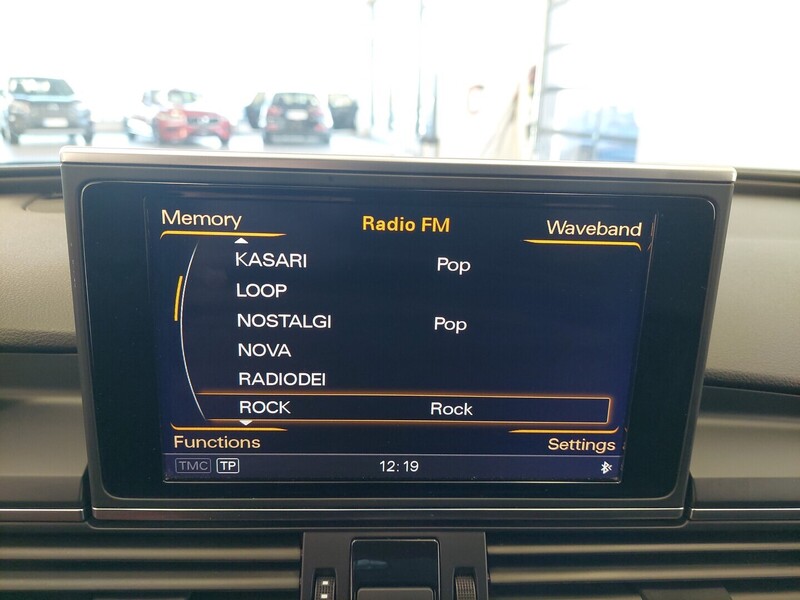 Memory Radio FM Waveband
KASARI Pop
LOOP
NOSTALGI Pop
NOVA
RADIODEI
ROCK Rock
Functions Settings
TMC TP 12:19